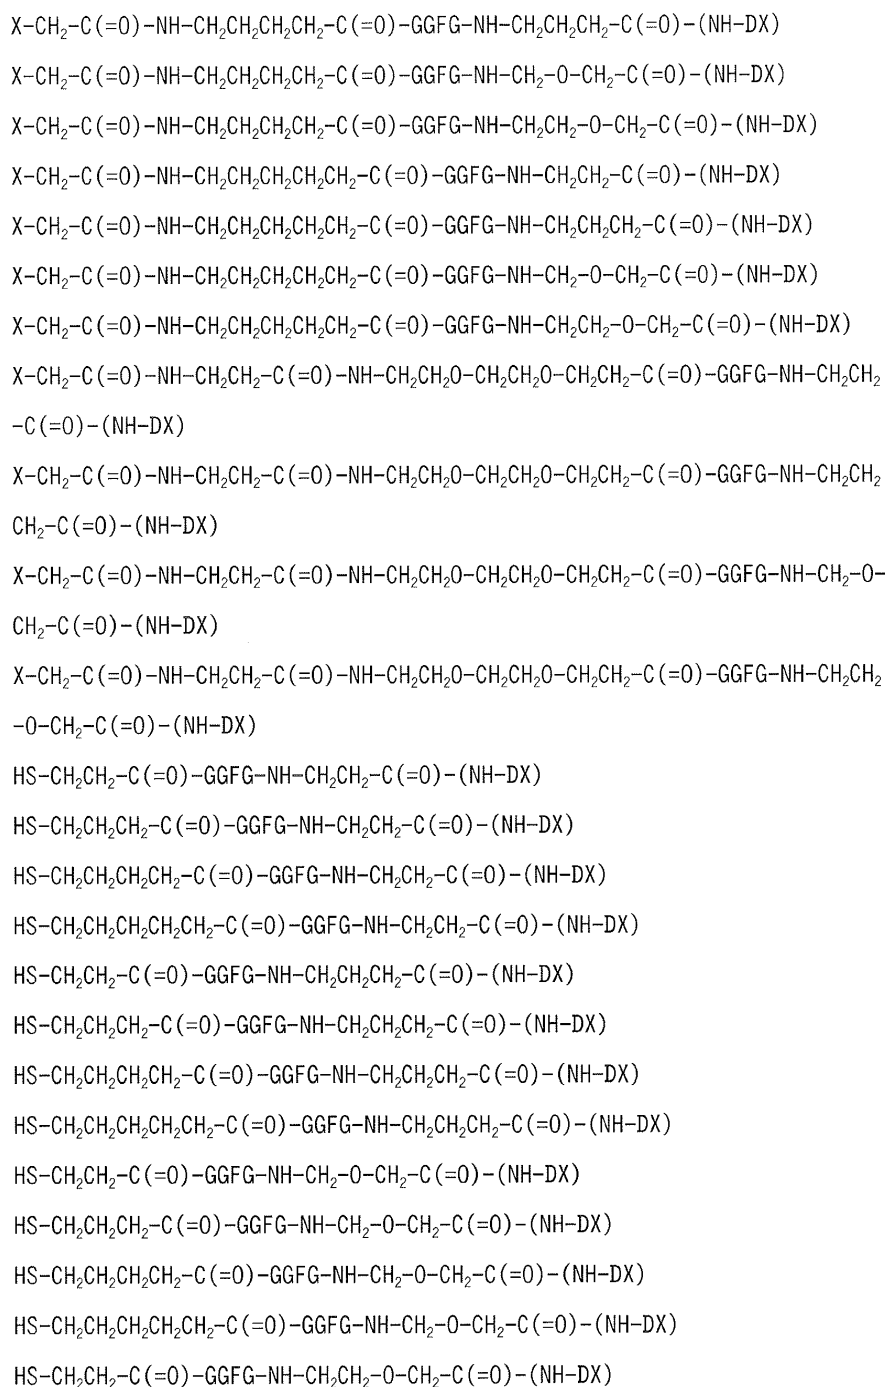 X–CH₂–C(=O)–NH–CH₂CH₂CH₂CH₂–C(=O)–GGFG–NH–CH₂CH₂CH₂–C(=O)–(NH–DX)
X–CH₂–C(=O)–NH–CH₂CH₂CH₂CH₂–C(=O)–GGFG–NH–CH₂–O–CH₂–C(=O)–(NH–DX)
X–CH₂–C(=O)–NH–CH₂CH₂CH₂CH₂–C(=O)–GGFG–NH–CH₂CH₂–O–CH₂–C(=O)–(NH–DX)
X–CH₂–C(=O)–NH–CH₂CH₂CH₂CH₂CH₂–C(=O)–GGFG–NH–CH₂CH₂–C(=O)–(NH–DX)
X–CH₂–C(=O)–NH–CH₂CH₂CH₂CH₂CH₂–C(=O)–GGFG–NH–CH₂CH₂CH₂–C(=O)–(NH–DX)
X–CH₂–C(=O)–NH–CH₂CH₂CH₂CH₂CH₂–C(=O)–GGFG–NH–CH₂–O–CH₂–C(=O)–(NH–DX)
X–CH₂–C(=O)–NH–CH₂CH₂CH₂CH₂CH₂–C(=O)–GGFG–NH–CH₂CH₂–O–CH₂–C(=O)–(NH–DX)
X–CH₂–C(=O)–NH–CH₂CH₂–C(=O)–NH–CH₂CH₂O–CH₂CH₂O–CH₂CH₂–C(=O)–GGFG–NH–CH₂CH₂
–C(=O)–(NH–DX)
X–CH₂–C(=O)–NH–CH₂CH₂–C(=O)–NH–CH₂CH₂O–CH₂CH₂O–CH₂CH₂–C(=O)–GGFG–NH–CH₂CH₂
CH₂–C(=O)–(NH–DX)
X–CH₂–C(=O)–NH–CH₂CH₂–C(=O)–NH–CH₂CH₂O–CH₂CH₂O–CH₂CH₂–C(=O)–GGFG–NH–CH₂–O–
CH₂–C(=O)–(NH–DX)
X–CH₂–C(=O)–NH–CH₂CH₂–C(=O)–NH–CH₂CH₂O–CH₂CH₂O–CH₂CH₂–C(=O)–GGFG–NH–CH₂CH₂
–O–CH₂–C(=O)–(NH–DX)
HS–CH₂CH₂–C(=O)–GGFG–NH–CH₂CH₂–C(=O)–(NH–DX)
HS–CH₂CH₂CH₂–C(=O)–GGFG–NH–CH₂CH₂–C(=O)–(NH–DX)
HS–CH₂CH₂CH₂CH₂–C(=O)–GGFG–NH–CH₂CH₂–C(=O)–(NH–DX)
HS–CH₂CH₂CH₂CH₂CH₂–C(=O)–GGFG–NH–CH₂CH₂–C(=O)–(NH–DX)
HS–CH₂CH₂–C(=O)–GGFG–NH–CH₂CH₂CH₂–C(=O)–(NH–DX)
HS–CH₂CH₂CH₂–C(=O)–GGFG–NH–CH₂CH₂CH₂–C(=O)–(NH–DX)
HS–CH₂CH₂CH₂CH₂–C(=O)–GGFG–NH–CH₂CH₂CH₂–C(=O)–(NH–DX)
HS–CH₂CH₂CH₂CH₂CH₂–C(=O)–GGFG–NH–CH₂CH₂CH₂–C(=O)–(NH–DX)
HS–CH₂CH₂–C(=O)–GGFG–NH–CH₂–O–CH₂–C(=O)–(NH–DX)
HS–CH₂CH₂CH₂–C(=O)–GGFG–NH–CH₂–O–CH₂–C(=O)–(NH–DX)
HS–CH₂CH₂CH₂CH₂–C(=O)–GGFG–NH–CH₂–O–CH₂–C(=O)–(NH–DX)
HS–CH₂CH₂CH₂CH₂CH₂–C(=O)–GGFG–NH–CH₂–O–CH₂–C(=O)–(NH–DX)
HS–CH₂CH₂–C(=O)–GGFG–NH–CH₂CH₂–O–CH₂–C(=O)–(NH–DX)